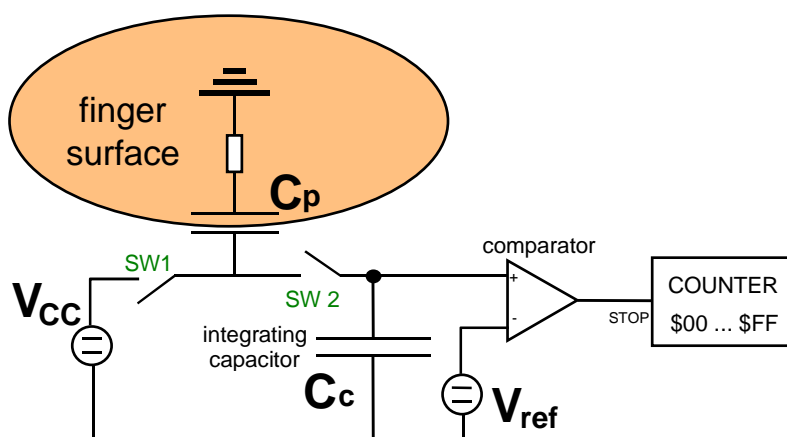 finger
surface
Cp
SW1
SW 2
VCC
integrating
capacitor
Cc
comparator
+
-
Vref
STOP
COUNTER
$00 ... $FF